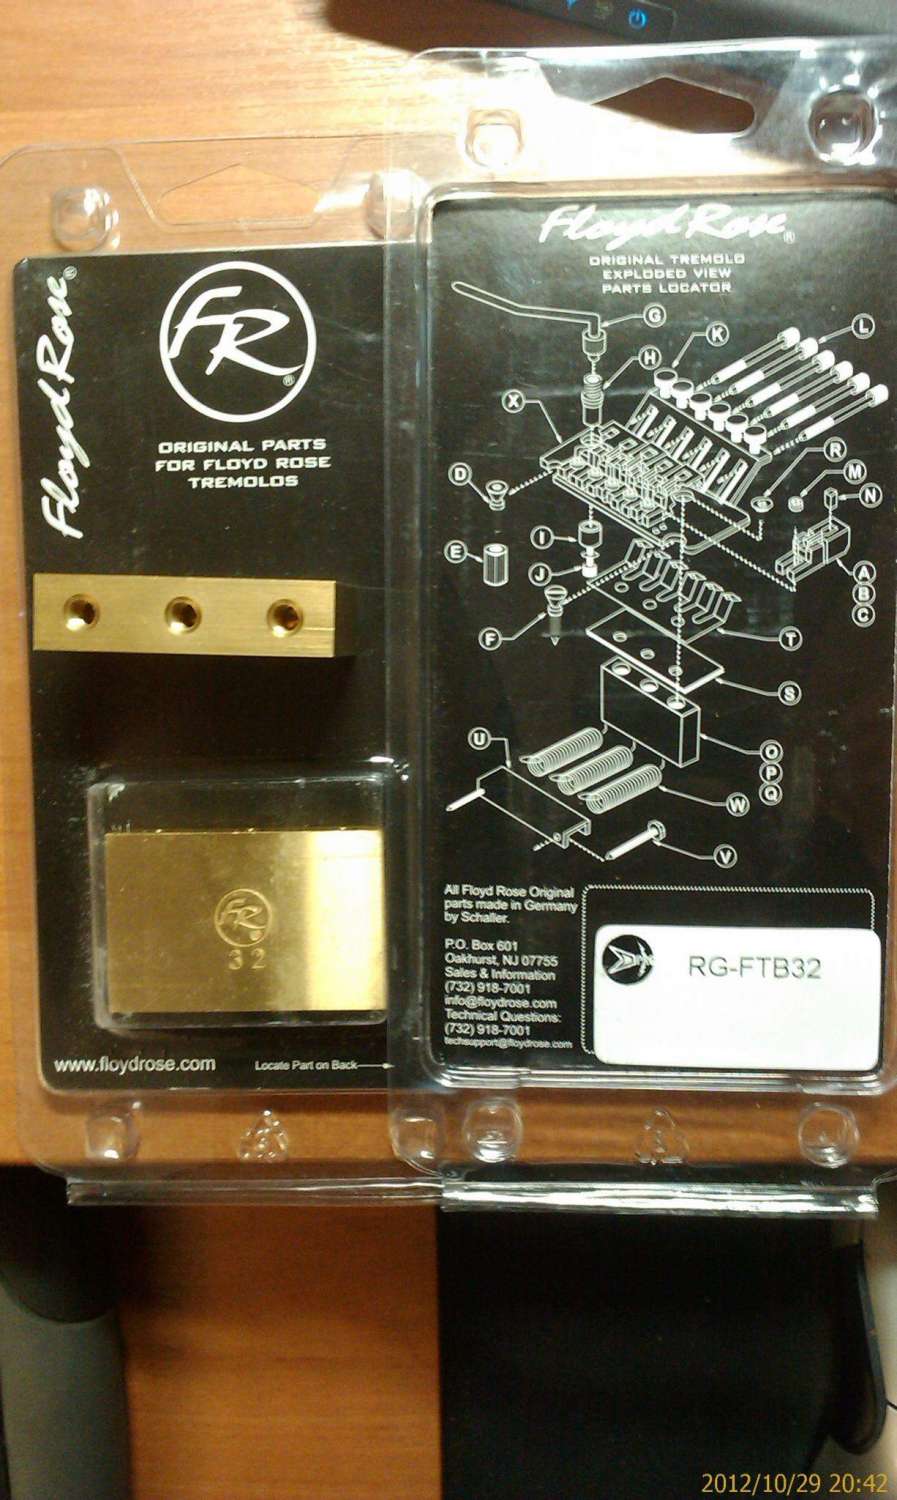 Floyd Rose®
FR®
ORIGINAL PARTS
FOR FLOYD ROSE
TREMOLOS
FR®
32
www.floydrose.com
Locate Part on Back
Floyd Rose®
ORIGINAL TREMOLO
EXPLODED VIEW
PARTS LOCATOR
G
K
L
H
X
R
M
D
N
I
E
J
A
B
C
F
T
S
U
O
P
Q
W
V
All Floyd Rose Original
parts made in Germany
by Schaller.
P.O. Box 601
Oakhurst, NJ 07755
Sales & Information
(732) 918-7001
info@floydrose.com
Technical Questions:
(732) 918-7001
techsupport@floydrose.com
RG-FTB32
2012/10/29 20:42